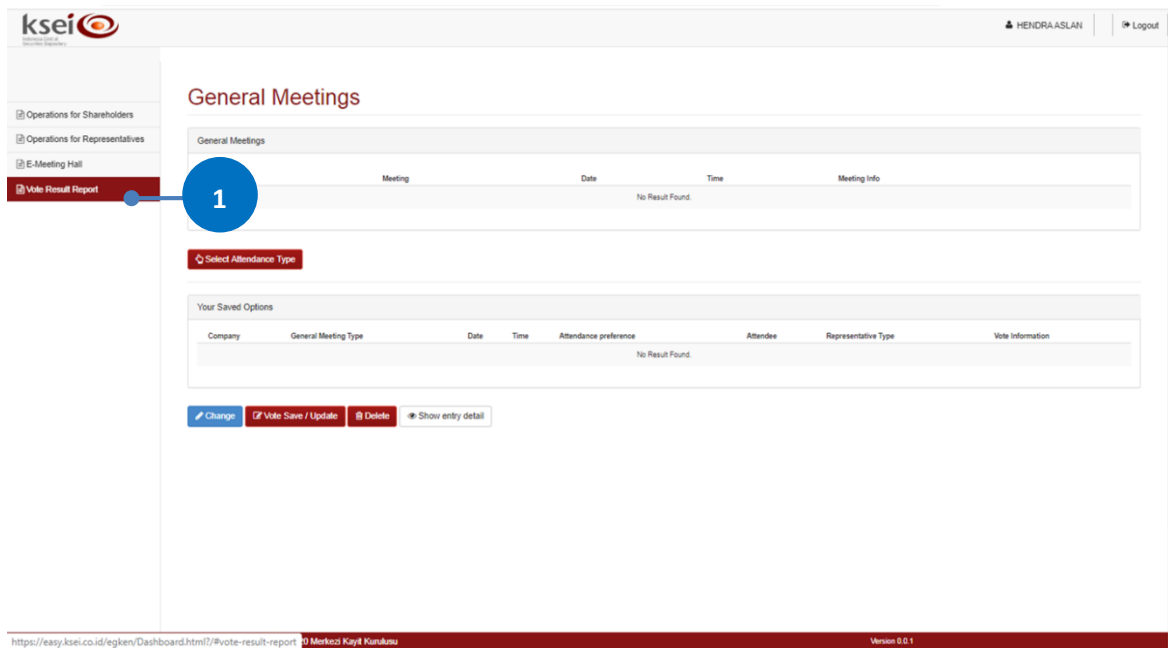 ksei
Indonesia Central
Securities Depository
HENDRA ASLAN
Logout
Operations for Shareholders
Operations for Representatives
E-Meeting Hall
Vote Result Report
1
General Meetings
General Meetings
Meeting Date Time Meeting Info
No Result Found.
Select Attendance Type
Your Saved Options
Company General Meeting Type Date Time Attendance preference Attendee Representative Type Vote Information
No Result Found.
Change Vote Save / Update Delete Show entry detail
https://easy.ksei.co.id/egken/Dashboard.html?/#vote-result-report
20 Merkezi Kayit Kurulusu
Version 0.0.1